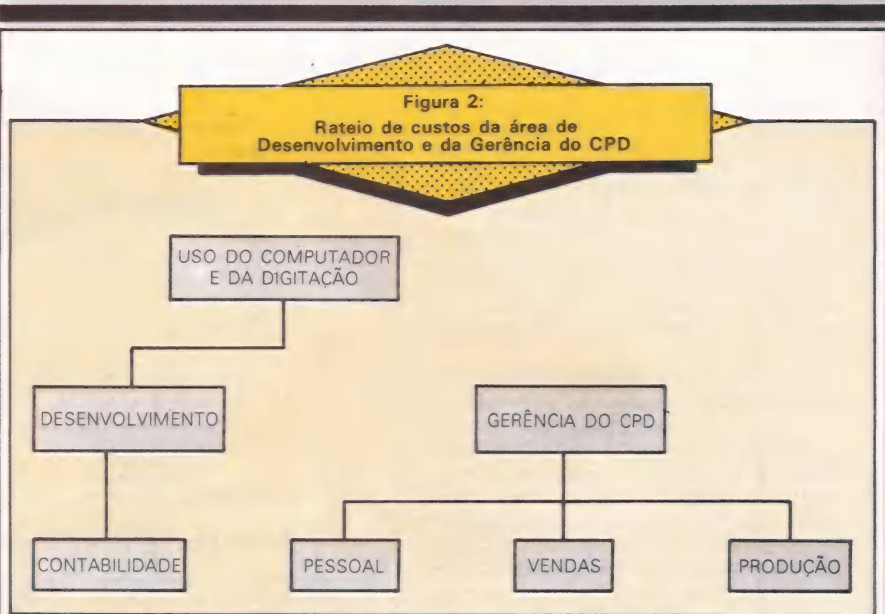 Figura 2:
Rateio de custos da área de
Desenvolvimento e da Gerência do CPD
USO DO COMPUTADOR
E DA DIGITAÇÃO
DESENVOLVIMENTO
GERÊNCIA DO CPD
CONTABILIDADE
PESSOAL
VENDAS
PRODUÇÃO